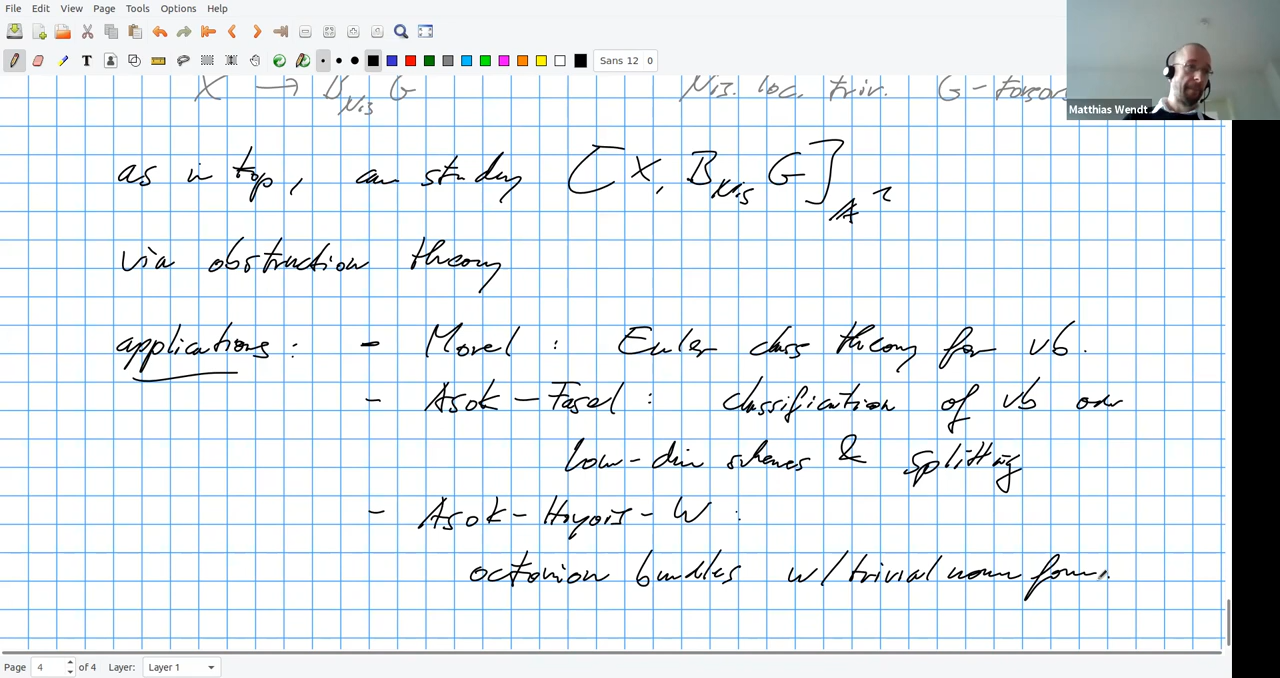 File Edit View Page Tools Options Help
Sans 12 0
Matthias Wendt
X → B_Nis G Nis. loc. triv. G-torsors
as in top, can study [X, B_Nis G]_A¹
via obstruction theory
applications: - Morel: Euler class theory for vb.
- Asok-Fasel: classification of vb over
low-dim schemes & splitting
- Asok-Hoyois-W:
octonion bundles w/ trivial norm form.
Page 4 of 4 Layer: Layer 1